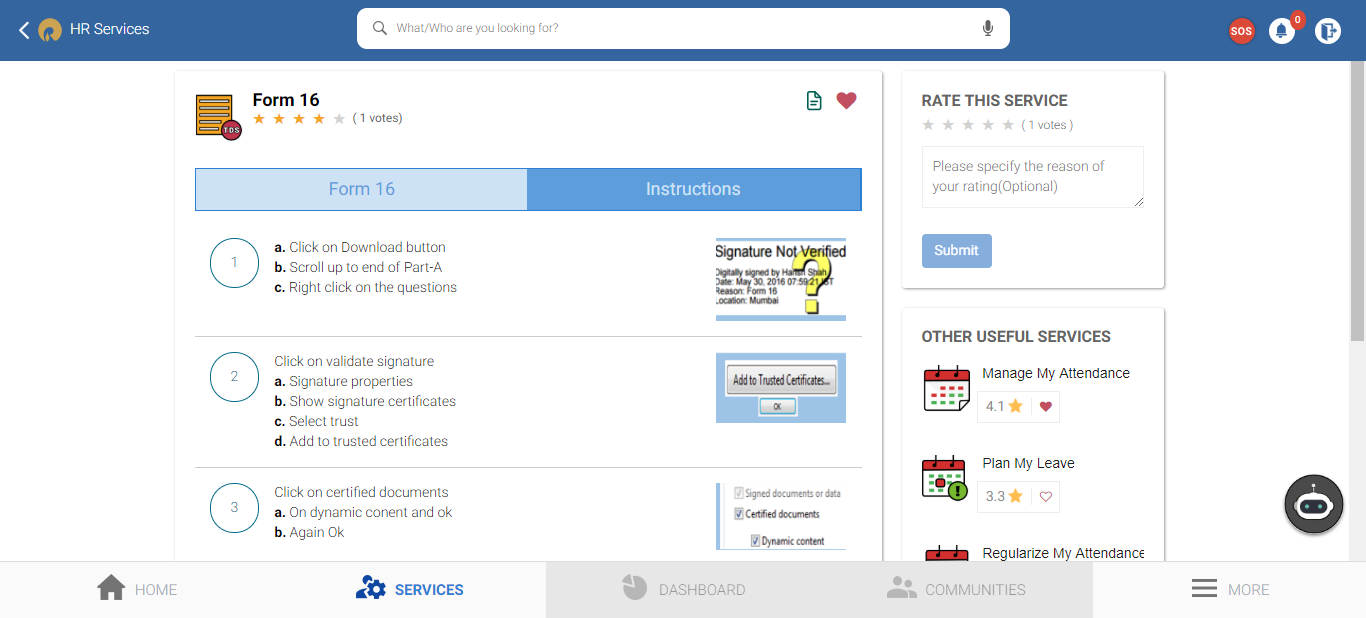 HR Services
What/Who are you looking for?
SOS
0
Form 16
( 1 votes)
TDS
Form 16
Instructions
1
a. Click on Download button
b. Scroll up to end of Part-A
c. Right click on the questions
Signature Not Verified
Digitally signed by Harish Shah
Date: May 30, 2016 07:59:21 IST
Reason: Form 16
Location: Mumbai
2
Click on validate signature
a. Signature properties
b. Show signature certificates
c. Select trust
d. Add to trusted certificates
Add to Trusted Certificates...
OK
3
Click on certified documents
a. On dynamic conent and ok
b. Again Ok
Signed documents or data
Certified documents
Dynamic content
RATE THIS SERVICE
( 1 votes )
Please specify the reason of
your rating(Optional)
Submit
OTHER USEFUL SERVICES
Manage My Attendance
4.1
Plan My Leave
3.3
Regularize My Attendance
HOME
SERVICES
DASHBOARD
COMMUNITIES
MORE